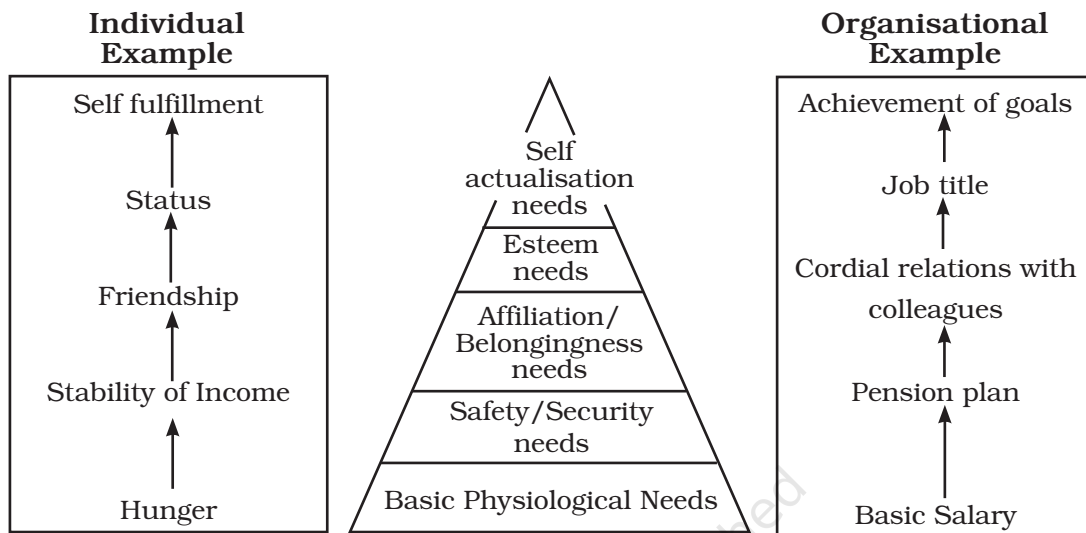 Individual
Example
Self fulfillment
Status
Friendship
Stability of Income
Hunger
Self
actualisation
needs
Esteem
needs
Affiliation/
Belongingness
needs
Safety/Security
needs
Basic Physiological Needs
Organisational
Example
Achievement of goals
Job title
Cordial relations with
colleagues
Pension plan
Basic Salary